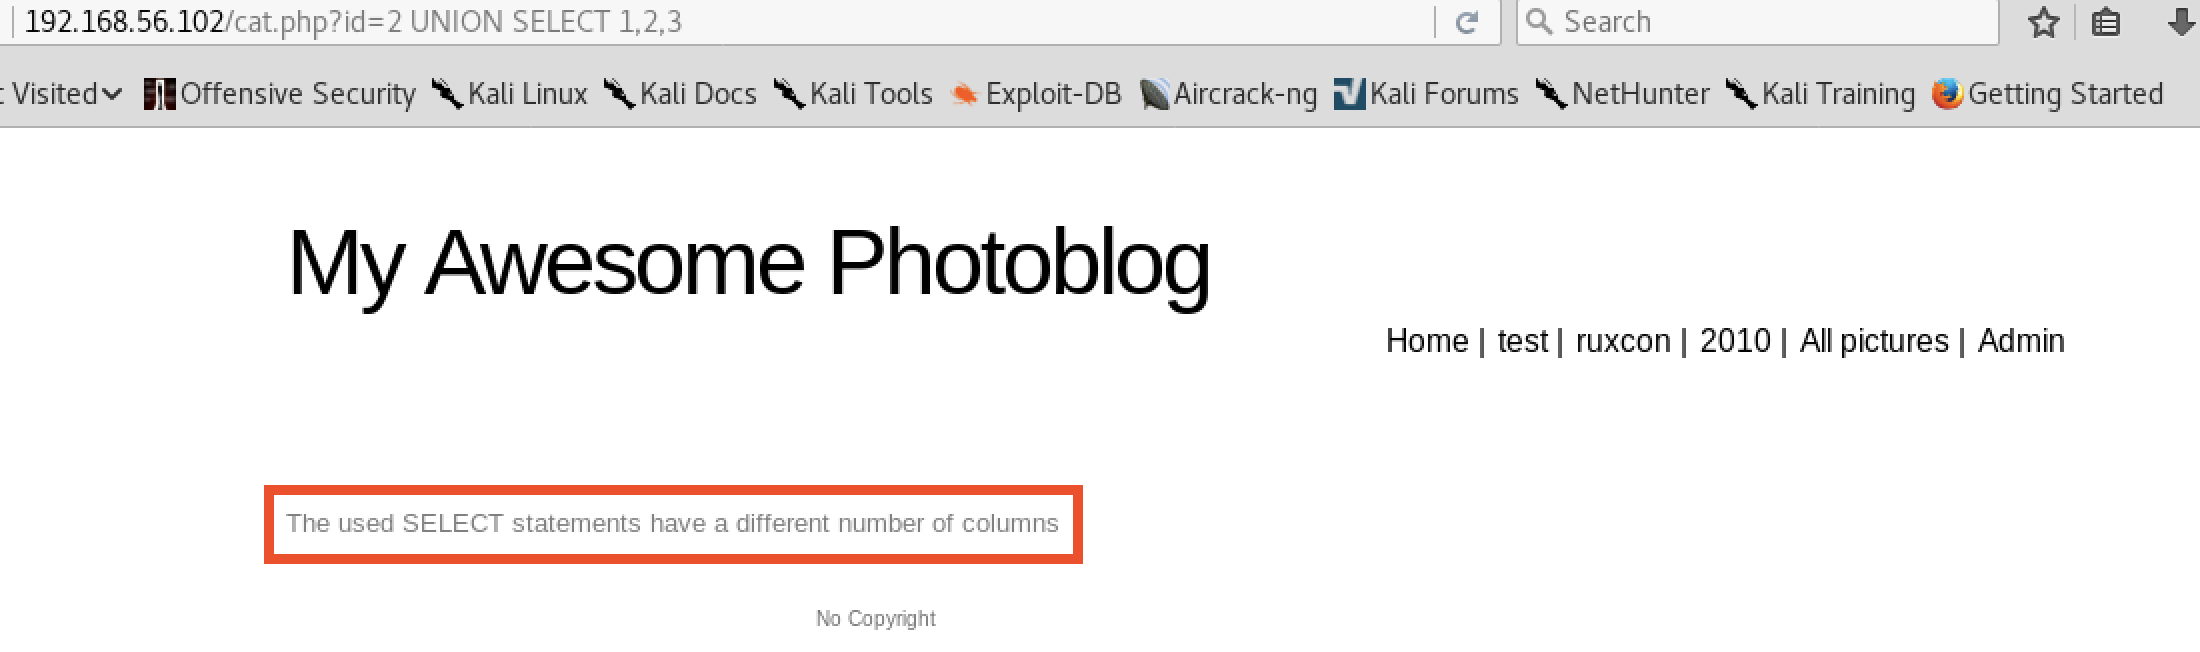 192.168.56.102/cat.php?id=2 UNION SELECT 1,2,3 Search
Visited Offensive Security Kali Linux Kali Docs Kali Tools Exploit-DB Aircrack-ng Kali Forums NetHunter Kali Training Getting Started
My Awesome Photoblog
Home | test | ruxcon | 2010 | All pictures | Admin
The used SELECT statements have a different number of columns
No Copyright